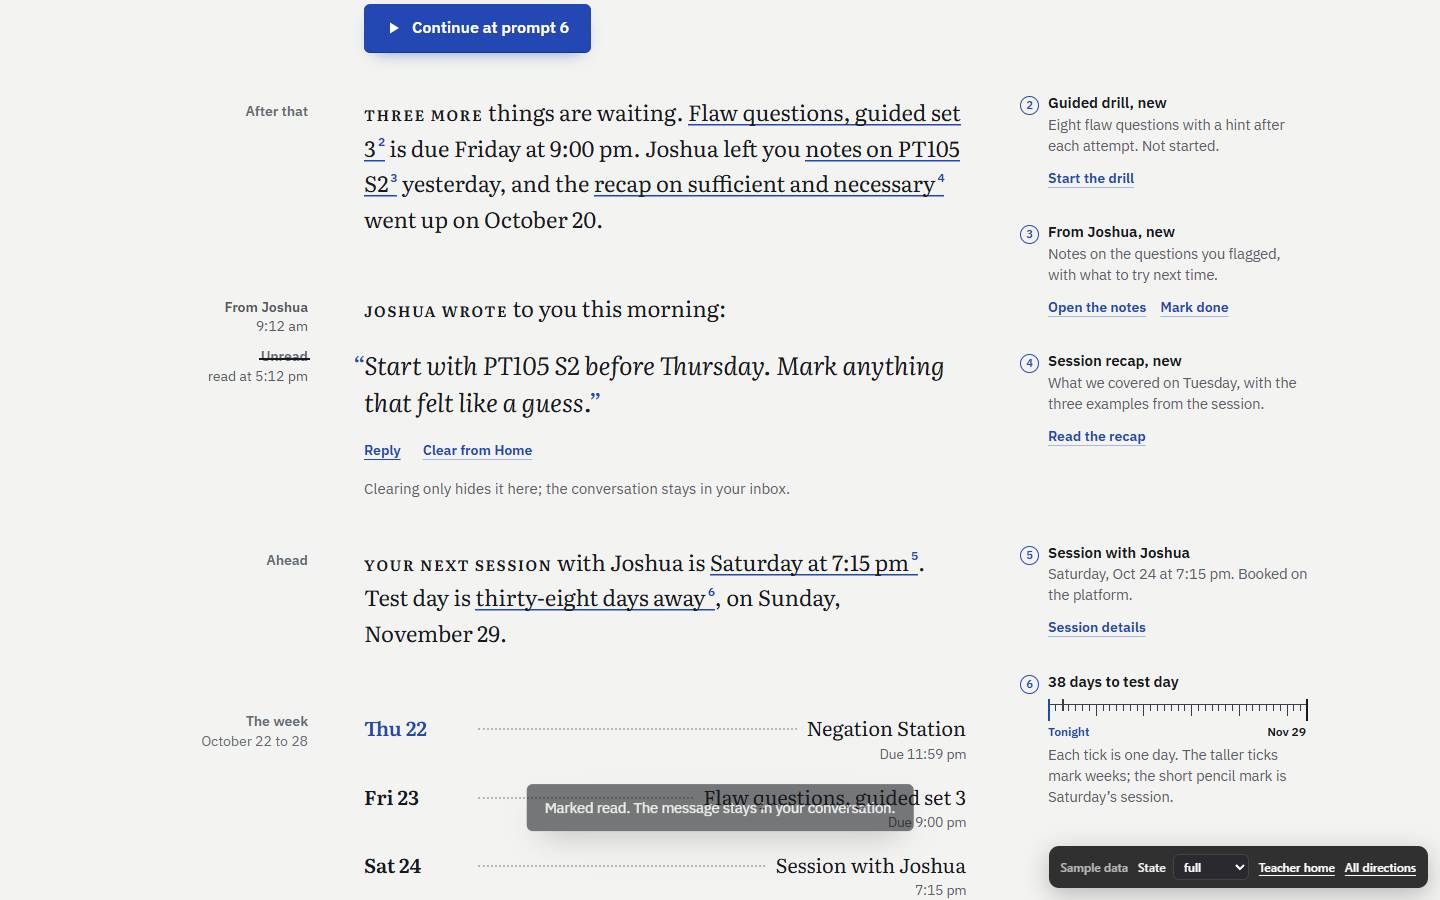 Continue at prompt 6
After that
THREE MORE things are waiting. Flaw questions, guided set
3 2 is due Friday at 9:00 pm. Joshua left you notes on PT105
S2 3 yesterday, and the recap on sufficient and necessary 4
went up on October 20.
2 Guided drill, new
Eight flaw questions with a hint after
each attempt. Not started.
Start the drill
3 From Joshua, new
Notes on the questions you flagged,
with what to try next time.
Open the notes Mark done
4 Session recap, new
What we covered on Tuesday, with the
three examples from the session.
Read the recap
From Joshua
9:12 am
Unread
read at 5:12 pm
JOSHUA WROTE to you this morning:
“Start with PT105 S2 before Thursday. Mark anything
that felt like a guess.”
Reply Clear from Home
Clearing only hides it here; the conversation stays in your inbox.
Ahead
YOUR NEXT SESSION with Joshua is Saturday at 7:15 pm 5.
Test day is thirty-eight days away 6, on Sunday,
November 29.
5 Session with Joshua
Saturday, Oct 24 at 7:15 pm. Booked on
the platform.
Session details
6 38 days to test day
Tonight Nov 29
Each tick is one day. The taller ticks
mark weeks; the short pencil mark is
Saturday’s session.
The week
October 22 to 28
Thu 22 Negation Station
Due 11:59 pm
Fri 23 Flaw questions, guided set 3
Due 9:00 pm
Marked read. The message stays in your conversation.
Sat 24 Session with Joshua
7:15 pm
Sample data State full Teacher home All directions